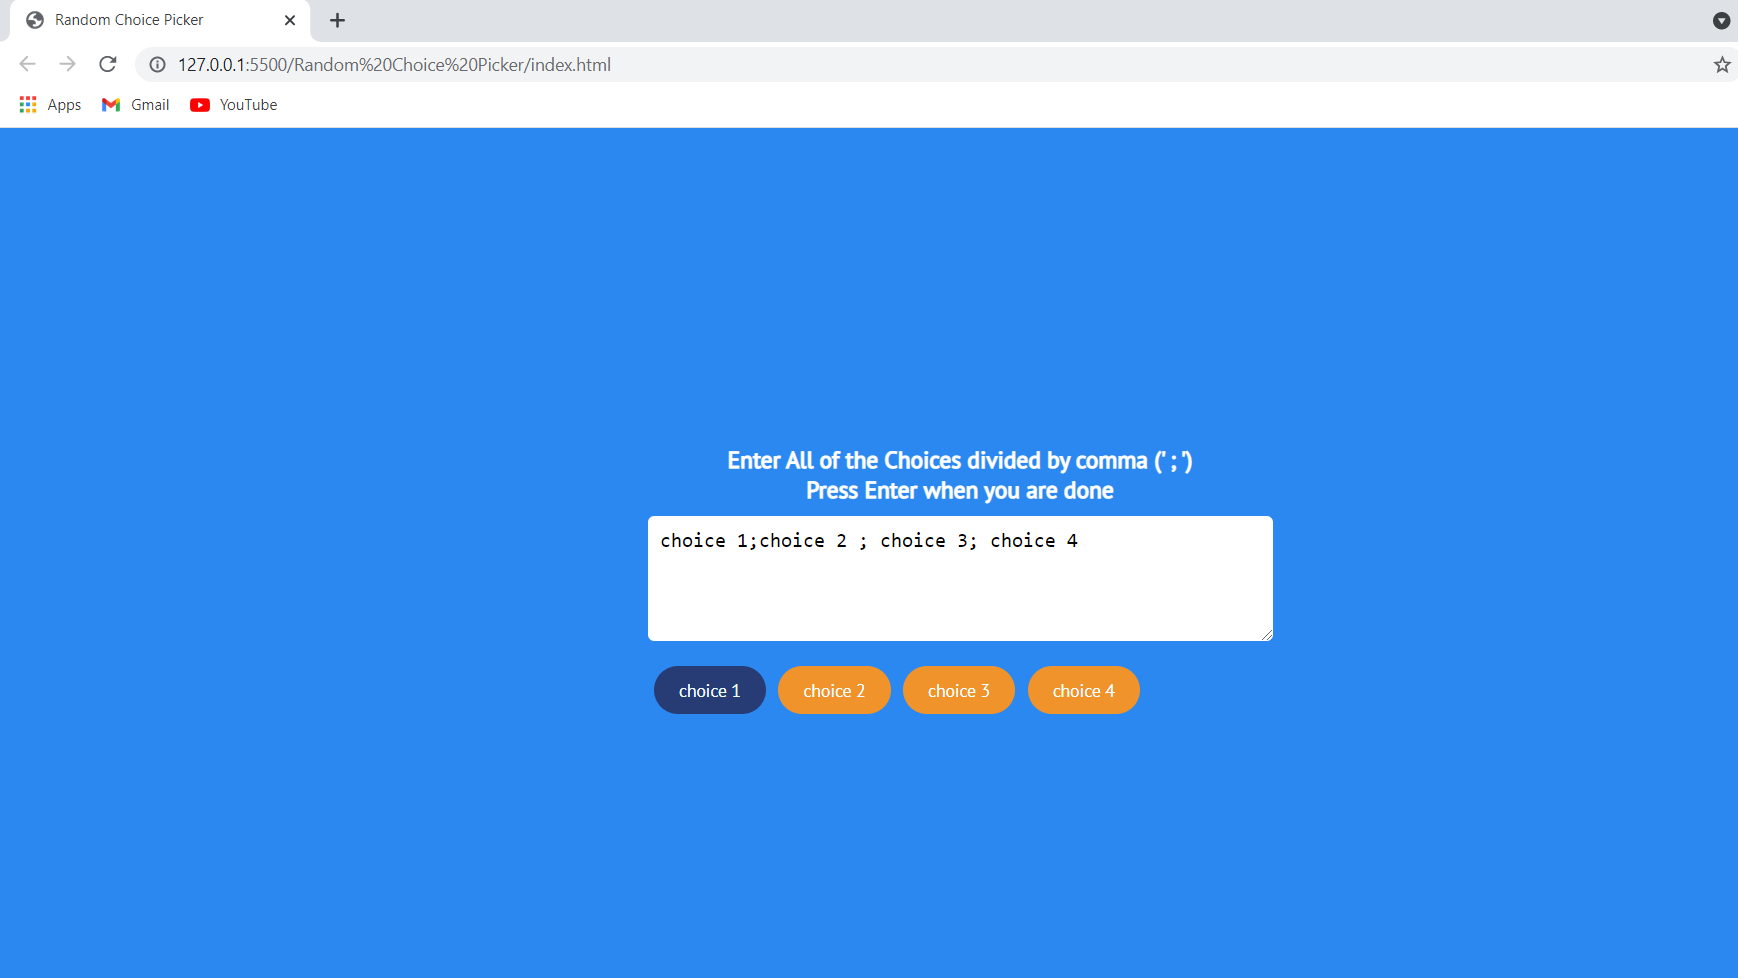 Random Choice Picker
127.0.0.1:5500/Random%20Choice%20Picker/index.html
Apps Gmail YouTube
Enter All of the Choices divided by comma (' ; ')
Press Enter when you are done
choice 1;choice 2 ; choice 3; choice 4
choice 1 choice 2 choice 3 choice 4